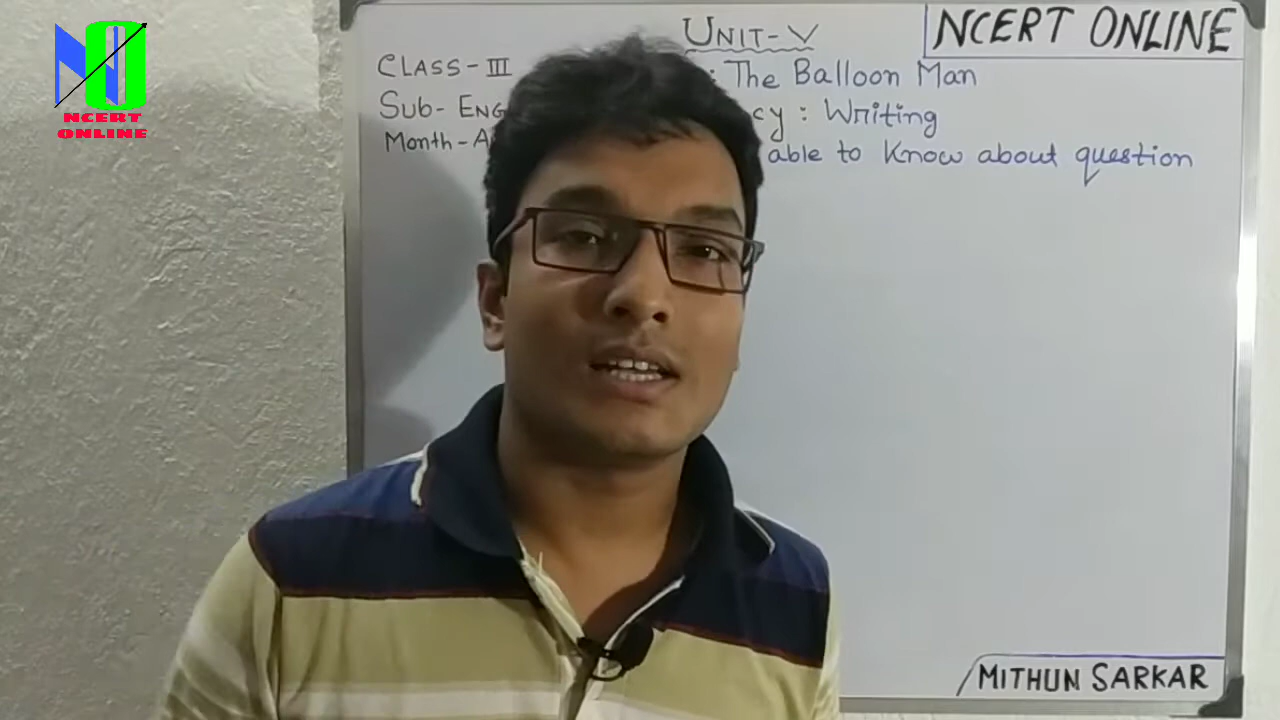 NCERT
ONLINE
UNIT-V
NCERT ONLINE
CLASS-III
: The Balloon Man
SUB- ENG
cy : Writing
Month-A
able to Know about question
MITHUN SARKAR